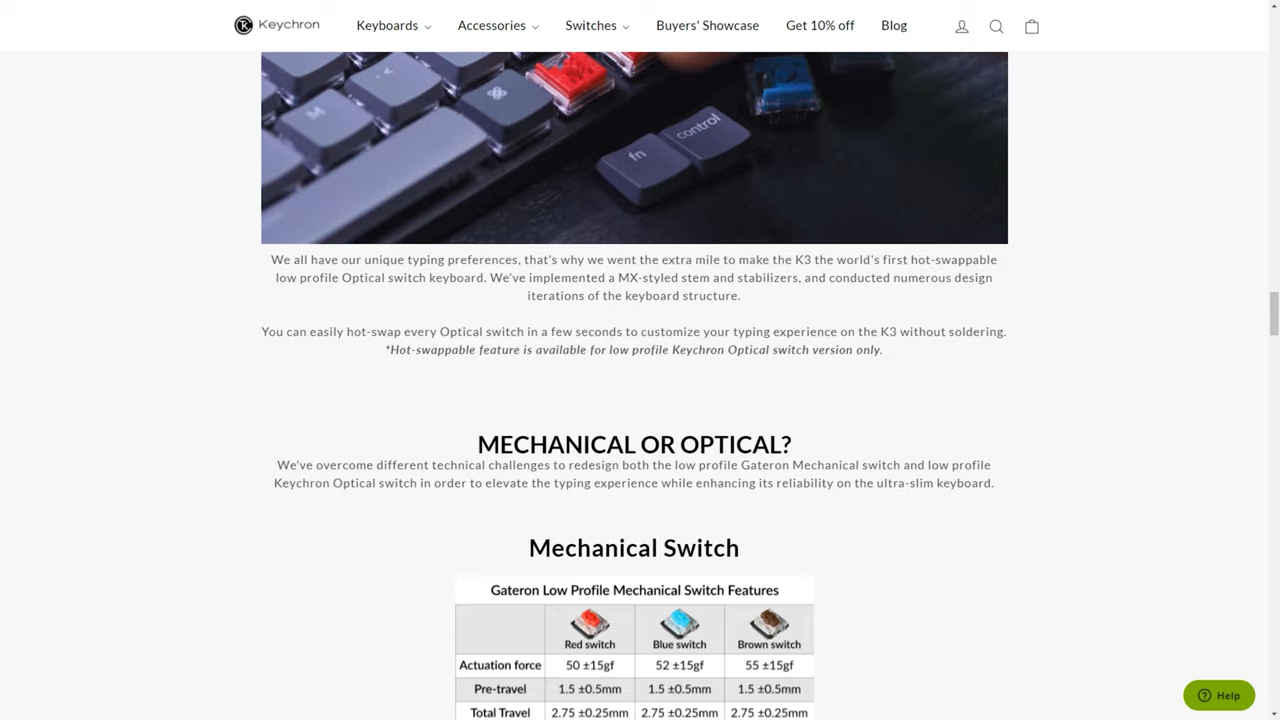 Keychron
Keyboards
Accessories
Switches
Buyers' Showcase
Get 10% off
Blog
fn
control
M
We all have our unique typing preferences, that's why we went the extra mile to make the K3 the world's first hot-swappable
low profile Optical switch keyboard. We've implemented a MX-styled stem and stabilizers, and conducted numerous design
iterations of the keyboard structure.
You can easily hot-swap every Optical switch in a few seconds to customize your typing experience on the K3 without soldering.
*Hot-swappable feature is available for low profile Keychron Optical switch version only.
MECHANICAL OR OPTICAL?
We've overcome different technical challenges to redesign both the low profile Gateron Mechanical switch and low profile
Keychron Optical switch in order to elevate the typing experience while enhancing its reliability on the ultra-slim keyboard.
Mechanical Switch
Gateron Low Profile Mechanical Switch Features
Red switch Blue switch Brown switch
Actuation force 50 ±15gf 52 ±15gf 55 ±15gf
Pre-travel 1.5 ±0.5mm 1.5 ±0.5mm 1.5 ±0.5mm
Total Travel 2.75 ±0.25mm 2.75 ±0.25mm 2.75 ±0.25mm
Help